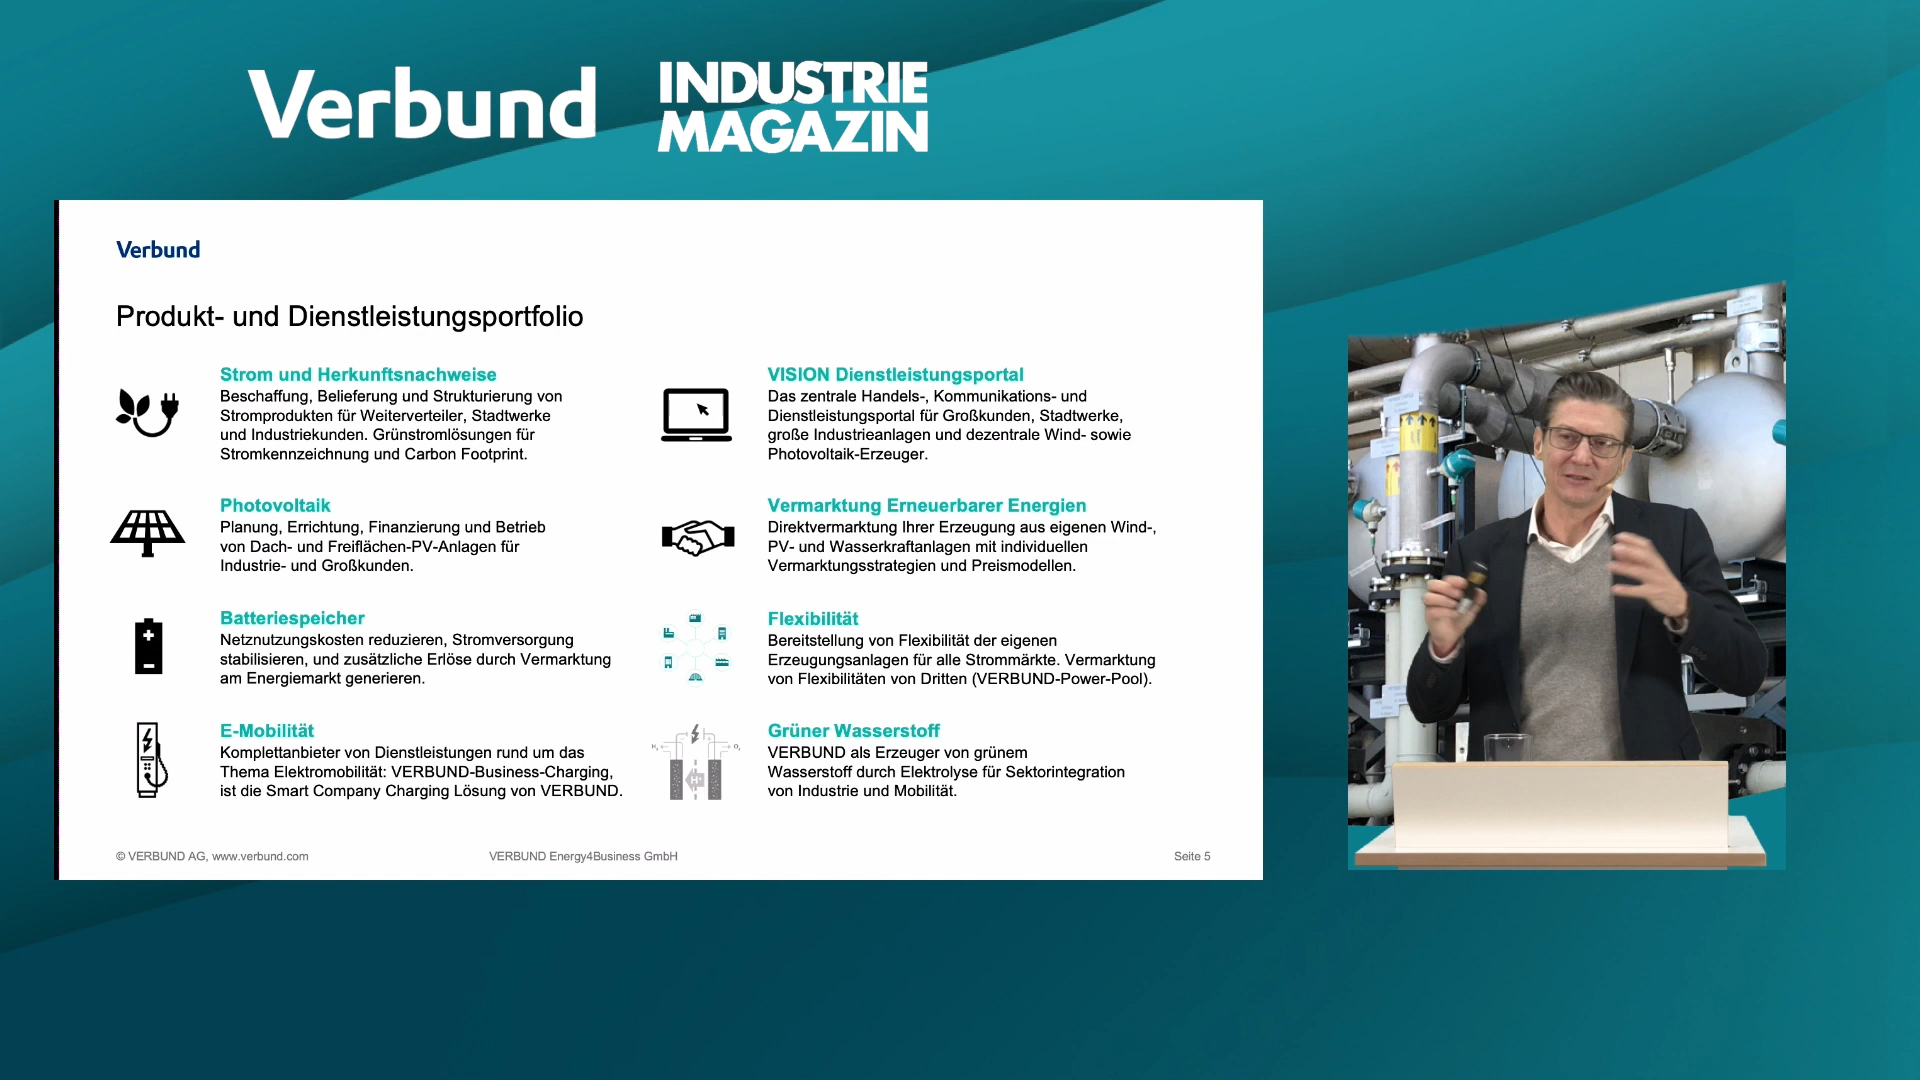 Verbund
INDUSTRIE
MAGAZIN
Verbund
Produkt- und Dienstleistungsportfolio
Strom und Herkunftsnachweise
Beschaffung, Belieferung und Strukturierung von
Stromprodukten für Weiterverteiler, Stadtwerke
und Industriekunden. Grünstromlösungen für
Stromkennzeichnung und Carbon Footprint.
Photovoltaik
Planung, Errichtung, Finanzierung und Betrieb
von Dach- und Freiflächen-PV-Anlagen für
Industrie- und Großkunden.
Batteriespeicher
Netznutzungskosten reduzieren, Stromversorgung
stabilisieren, und zusätzliche Erlöse durch Vermarktung
am Energiemarkt generieren.
E-Mobilität
Komplettanbieter von Dienstleistungen rund um das
Thema Elektromobilität: VERBUND-Business-Charging,
ist die Smart Company Charging Lösung von VERBUND.
VISION Dienstleistungsportal
Das zentrale Handels-, Kommunikations- und
Dienstleistungsportal für Großkunden, Stadtwerke,
große Industrieanlagen und dezentrale Wind- sowie
Photovoltaik-Erzeuger.
Vermarktung Erneuerbarer Energien
Direktvermarktung Ihrer Erzeugung aus eigenen Wind-,
PV- und Wasserkraftanlagen mit individuellen
Vermarktungsstrategien und Preismodellen.
Flexibilität
Bereitstellung von Flexibilität der eigenen
Erzeugungsanlagen für alle Strommärkte. Vermarktung
von Flexibilitäten von Dritten (VERBUND-Power-Pool).
Grüner Wasserstoff
VERBUND als Erzeuger von grünem
Wasserstoff durch Elektrolyse für Sektorintegration
von Industrie und Mobilität.
H₂
O₂
H⁺
© VERBUND AG, www.verbund.com
VERBUND Energy4Business GmbH
Seite 5